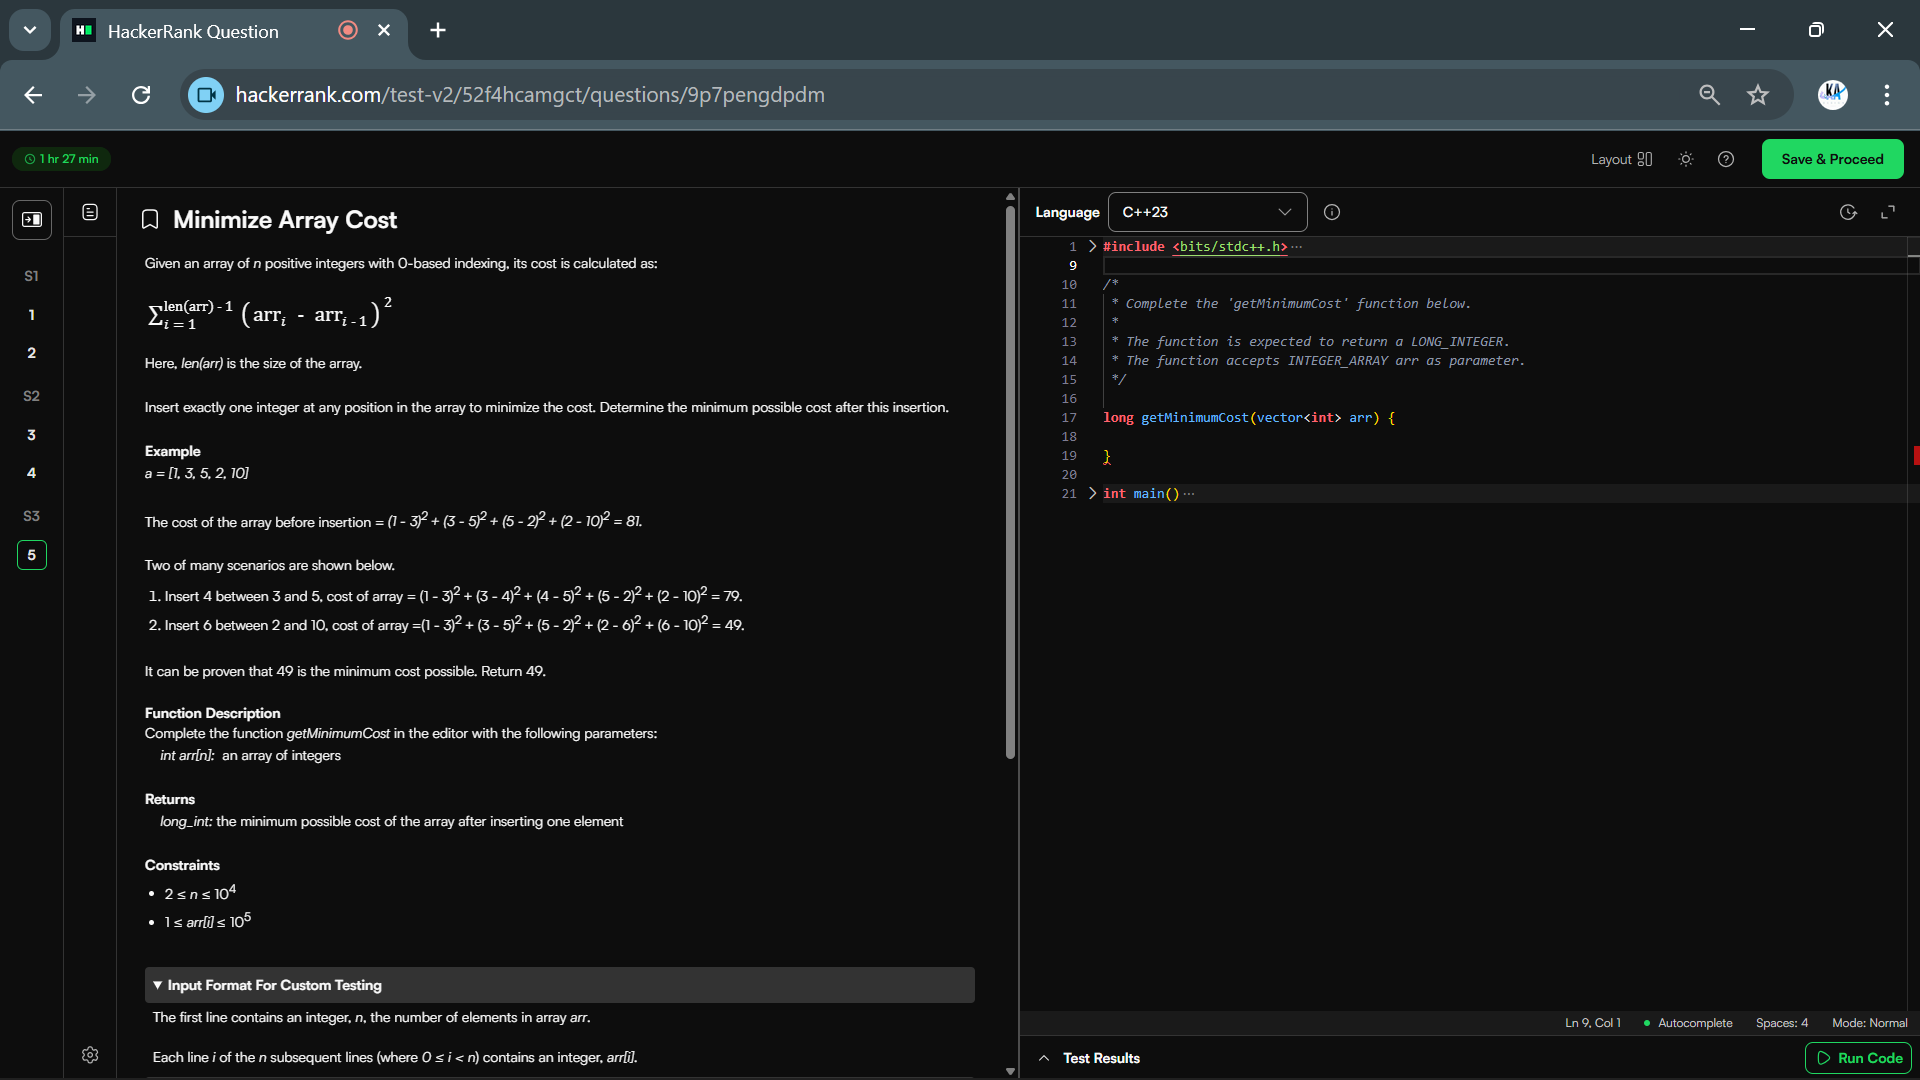 HackerRank Question
hackerrank.com/test-v2/52f4hcamgct/questions/9p7pengdpdm
1 hr 27 min
Layout
Save & Proceed
S1
1
2
S2
3
4
S3
5
Minimize Array Cost
Given an array of n positive integers with 0-based indexing, its cost is calculated as:
∑_{i = 1}^{len(arr) - 1} (arr_i - arr_{i - 1})^2
Here, len(arr) is the size of the array.
Insert exactly one integer at any position in the array to minimize the cost. Determine the minimum possible cost after this insertion.
Example
a = [1, 3, 5, 2, 10]
The cost of the array before insertion = (1 - 3)² + (3 - 5)² + (5 - 2)² + (2 - 10)² = 81.
Two of many scenarios are shown below.
1. Insert 4 between 3 and 5, cost of array = (1 - 3)² + (3 - 4)² + (4 - 5)² + (5 - 2)² + (2 - 10)² = 79.
2. Insert 6 between 2 and 10, cost of array =(1 - 3)² + (3 - 5)² + (5 - 2)² + (2 - 6)² + (6 - 10)² = 49.
It can be proven that 49 is the minimum cost possible. Return 49.
Function Description
Complete the function getMinimumCost in the editor with the following parameters:
int arr[n]: an array of integers
Returns
long_int: the minimum possible cost of the array after inserting one element
Constraints
• 2 ≤ n ≤ 10⁴
• 1 ≤ arr[i] ≤ 10⁵
▼ Input Format For Custom Testing
The first line contains an integer, n, the number of elements in array arr.
Each line i of the n subsequent lines (where 0 ≤ i < n) contains an integer, arr[i].
Language
C++23
1 #include <bits/stdc++.h>···
9
10 /*
11 * Complete the 'getMinimumCost' function below.
12 *
13 * The function is expected to return a LONG_INTEGER.
14 * The function accepts INTEGER_ARRAY arr as parameter.
15 */
16
17 long getMinimumCost(vector<int> arr) {
18
19 }
20
21 int main()···
Ln 9, Col 1
Autocomplete
Spaces: 4
Mode: Normal
Test Results
Run Code